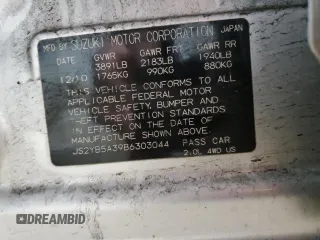 MFD BY SUZUKI MOTOR CORPORATION JAPAN
DATE GVWR GAWR FRT GAWR RR
3891LB 2183LB 1940LB
12/10 1765KG 990KG 880KG
THIS VEHICLE CONFORMS TO ALL
APPLICABLE FEDERAL MOTOR
VEHICLE SAFETY, BUMPER AND
THEFT PREVENTION STANDARDS
IN EFFECT ON THE DATE OF
MANUFACTURE SHOWN ABOVE.
JS2YB5A39B6303044 PASS CAR
2.0L 4WD US
DREAMBID